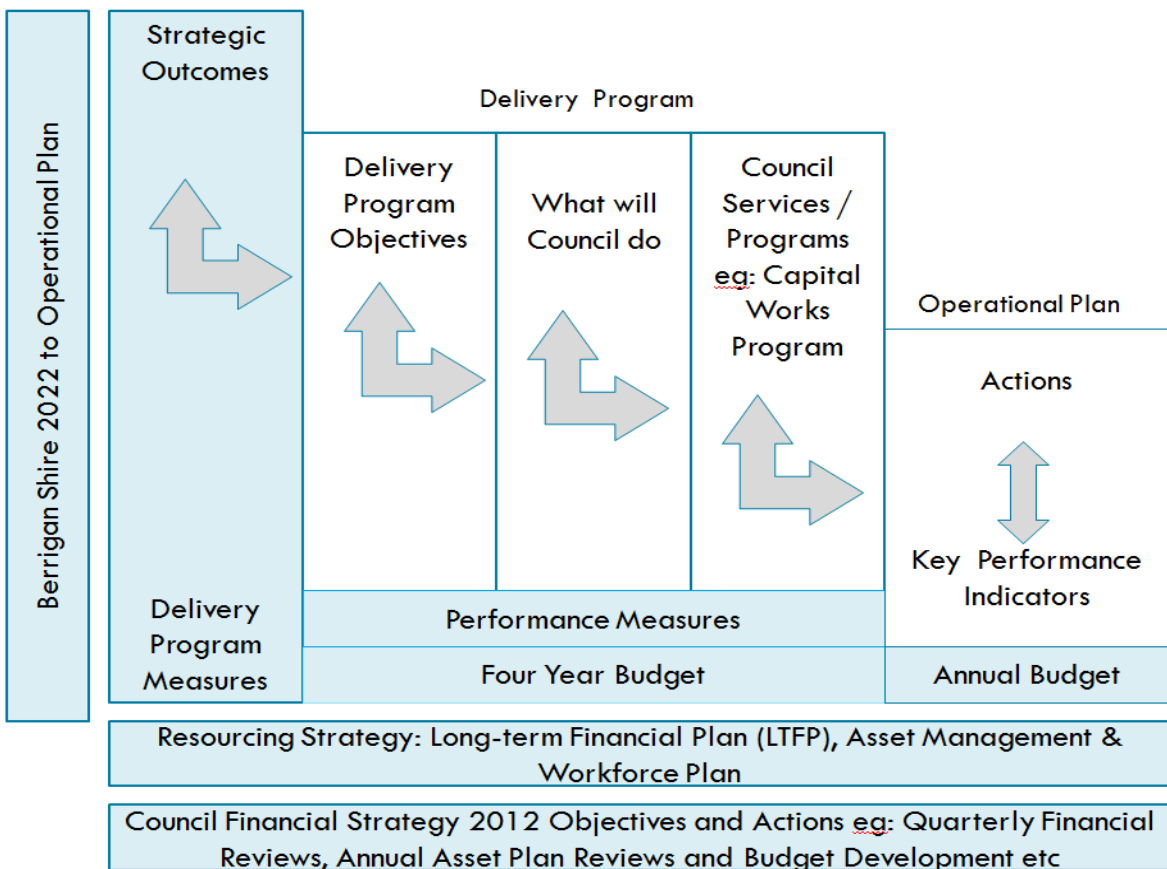 Berrigan Shire 2022 to Operational Plan
Strategic
Outcomes
Delivery
Program
Measures
Delivery Program
Delivery
Program
Objectives
What will
Council do
Council
Services /
Programs
eg: Capital
Works
Program
Performance Measures
Four Year Budget
Operational Plan
Actions
Key Performance
Indicators
Annual Budget
Resourcing Strategy: Long-term Financial Plan (LTFP), Asset Management &
Workforce Plan
Council Financial Strategy 2012 Objectives and Actions eg: Quarterly Financial
Reviews, Annual Asset Plan Reviews and Budget Development etc